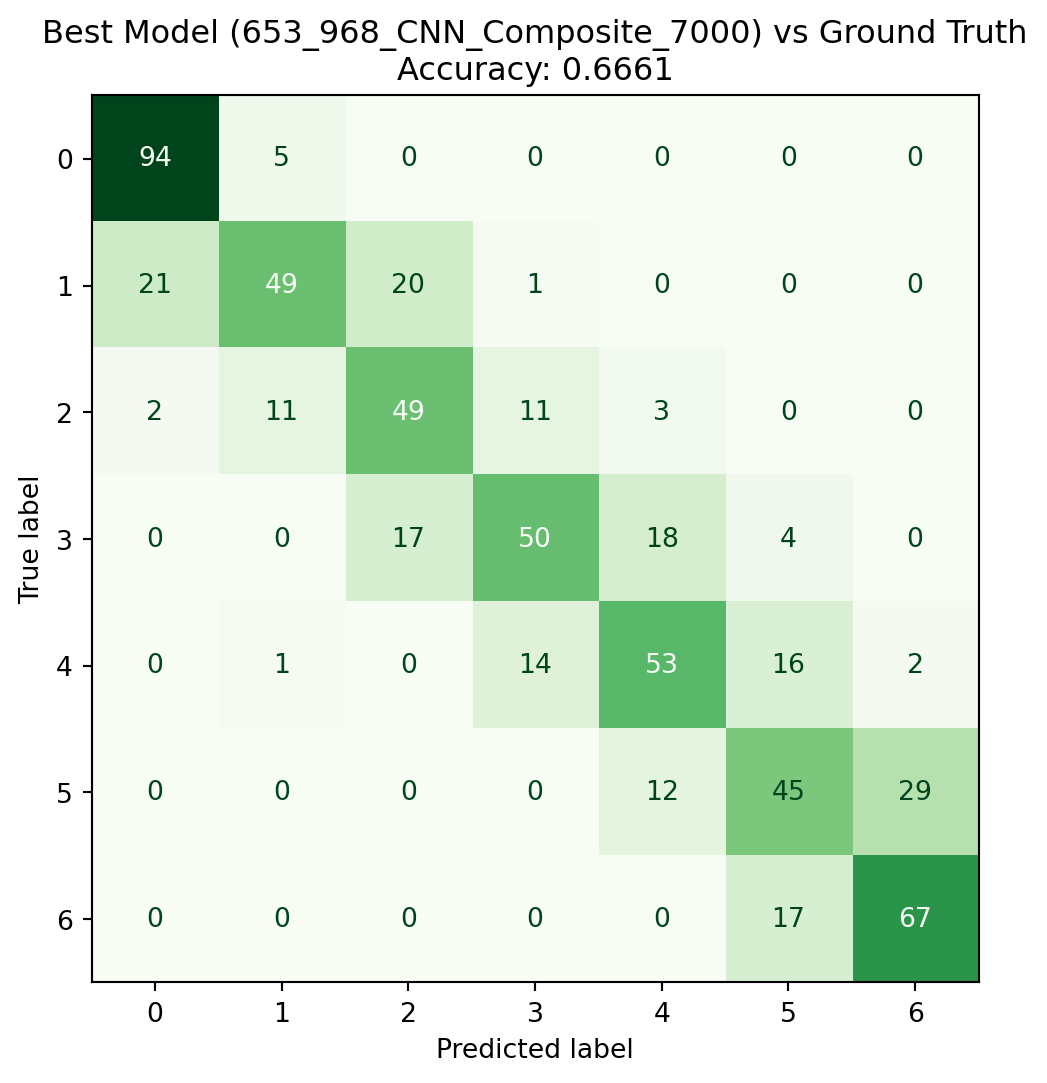 Best Model (653_968_CNN_Composite_7000) vs Ground Truth
Accuracy: 0.6661
0 94 5 0 0 0 0 0
1 21 49 20 1 0 0 0
2 2 11 49 11 3 0 0
3 0 0 17 50 18 4 0
4 0 1 0 14 53 16 2
5 0 0 0 0 12 45 29
6 0 0 0 0 0 17 67
0 1 2 3 4 5 6
True label
Predicted label